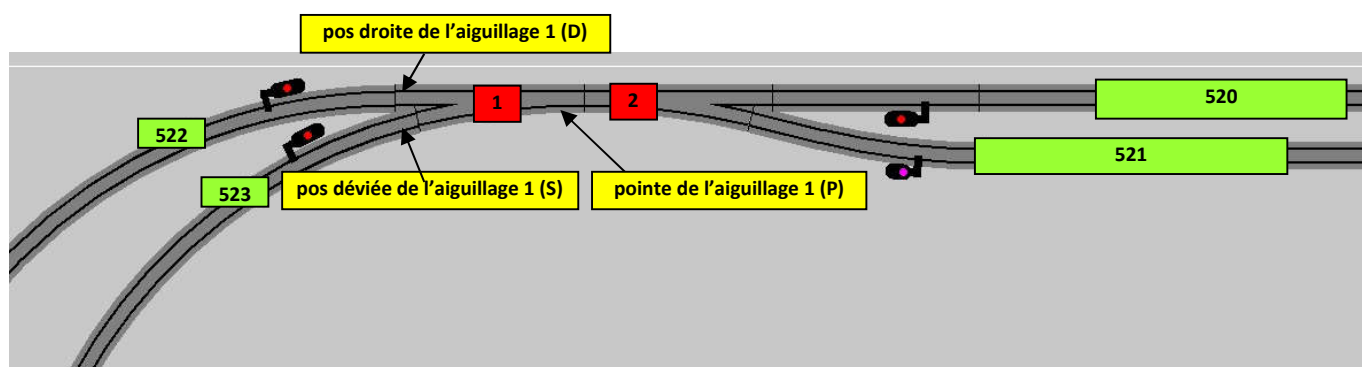 pos droite de l’aiguillage 1 (D)
1
2
520
522
521
523
pos déviée de l’aiguillage 1 (S)
pointe de l’aiguillage 1 (P)